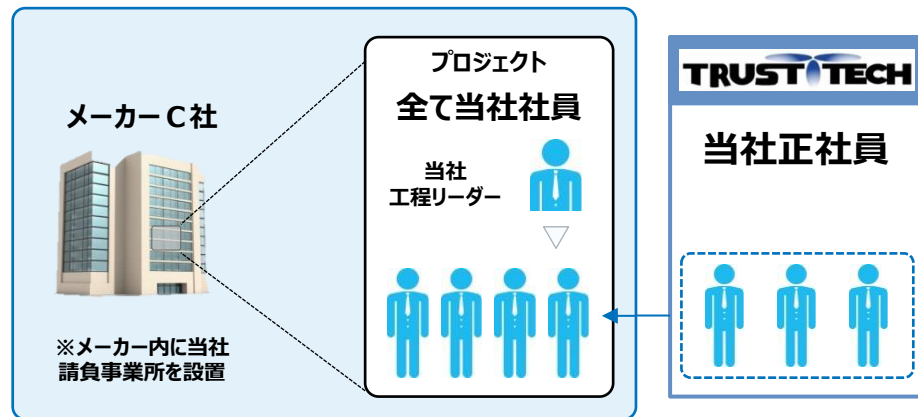 メーカーC社
※メーカー内に当社
請負事業所を設置
プロジェクト
全て当社社員
当社
工程リーダー
TRUST TECH
当社正社員